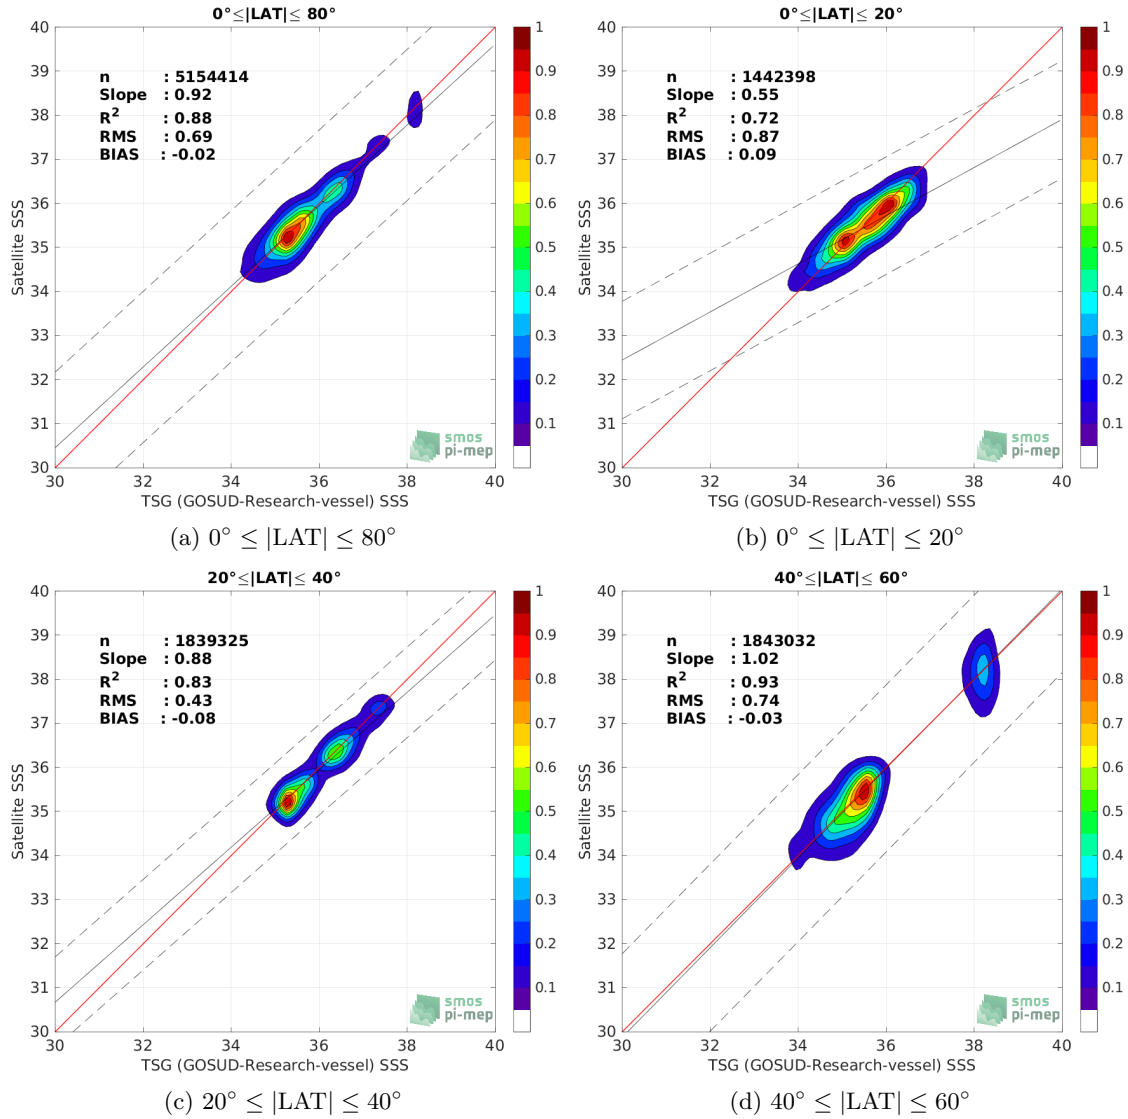 0°≤|LAT|≤ 80°
40
39
38
37
36
35
34
33
32
31
30
Satellite SSS
n : 5154414
Slope : 0.92
R² : 0.88
RMS : 0.69
BIAS : -0.02
smos
pi-mep
30 32 34 36 38 40
TSG (GOSUD-Research-vessel) SSS
1
0.9
0.8
0.7
0.6
0.5
0.4
0.3
0.2
0.1
(a) 0° ≤ |LAT| ≤ 80°
0°≤|LAT|≤ 20°
40
39
38
37
36
35
34
33
32
31
30
Satellite SSS
n : 1442398
Slope : 0.55
R² : 0.72
RMS : 0.87
BIAS : 0.09
smos
pi-mep
30 32 34 36 38 40
TSG (GOSUD-Research-vessel) SSS
1
0.9
0.8
0.7
0.6
0.5
0.4
0.3
0.2
0.1
(b) 0° ≤ |LAT| ≤ 20°
20°≤|LAT|≤ 40°
40
39
38
37
36
35
34
33
32
31
30
Satellite SSS
n : 1839325
Slope : 0.88
R² : 0.83
RMS : 0.43
BIAS : -0.08
smos
pi-mep
30 32 34 36 38 40
TSG (GOSUD-Research-vessel) SSS
1
0.9
0.8
0.7
0.6
0.5
0.4
0.3
0.2
0.1
(c) 20° ≤ |LAT| ≤ 40°
40°≤|LAT|≤ 60°
40
39
38
37
36
35
34
33
32
31
30
Satellite SSS
n : 1843032
Slope : 1.02
R² : 0.93
RMS : 0.74
BIAS : -0.03
smos
pi-mep
30 32 34 36 38 40
TSG (GOSUD-Research-vessel) SSS
1
0.9
0.8
0.7
0.6
0.5
0.4
0.3
0.2
0.1
(d) 40° ≤ |LAT| ≤ 60°